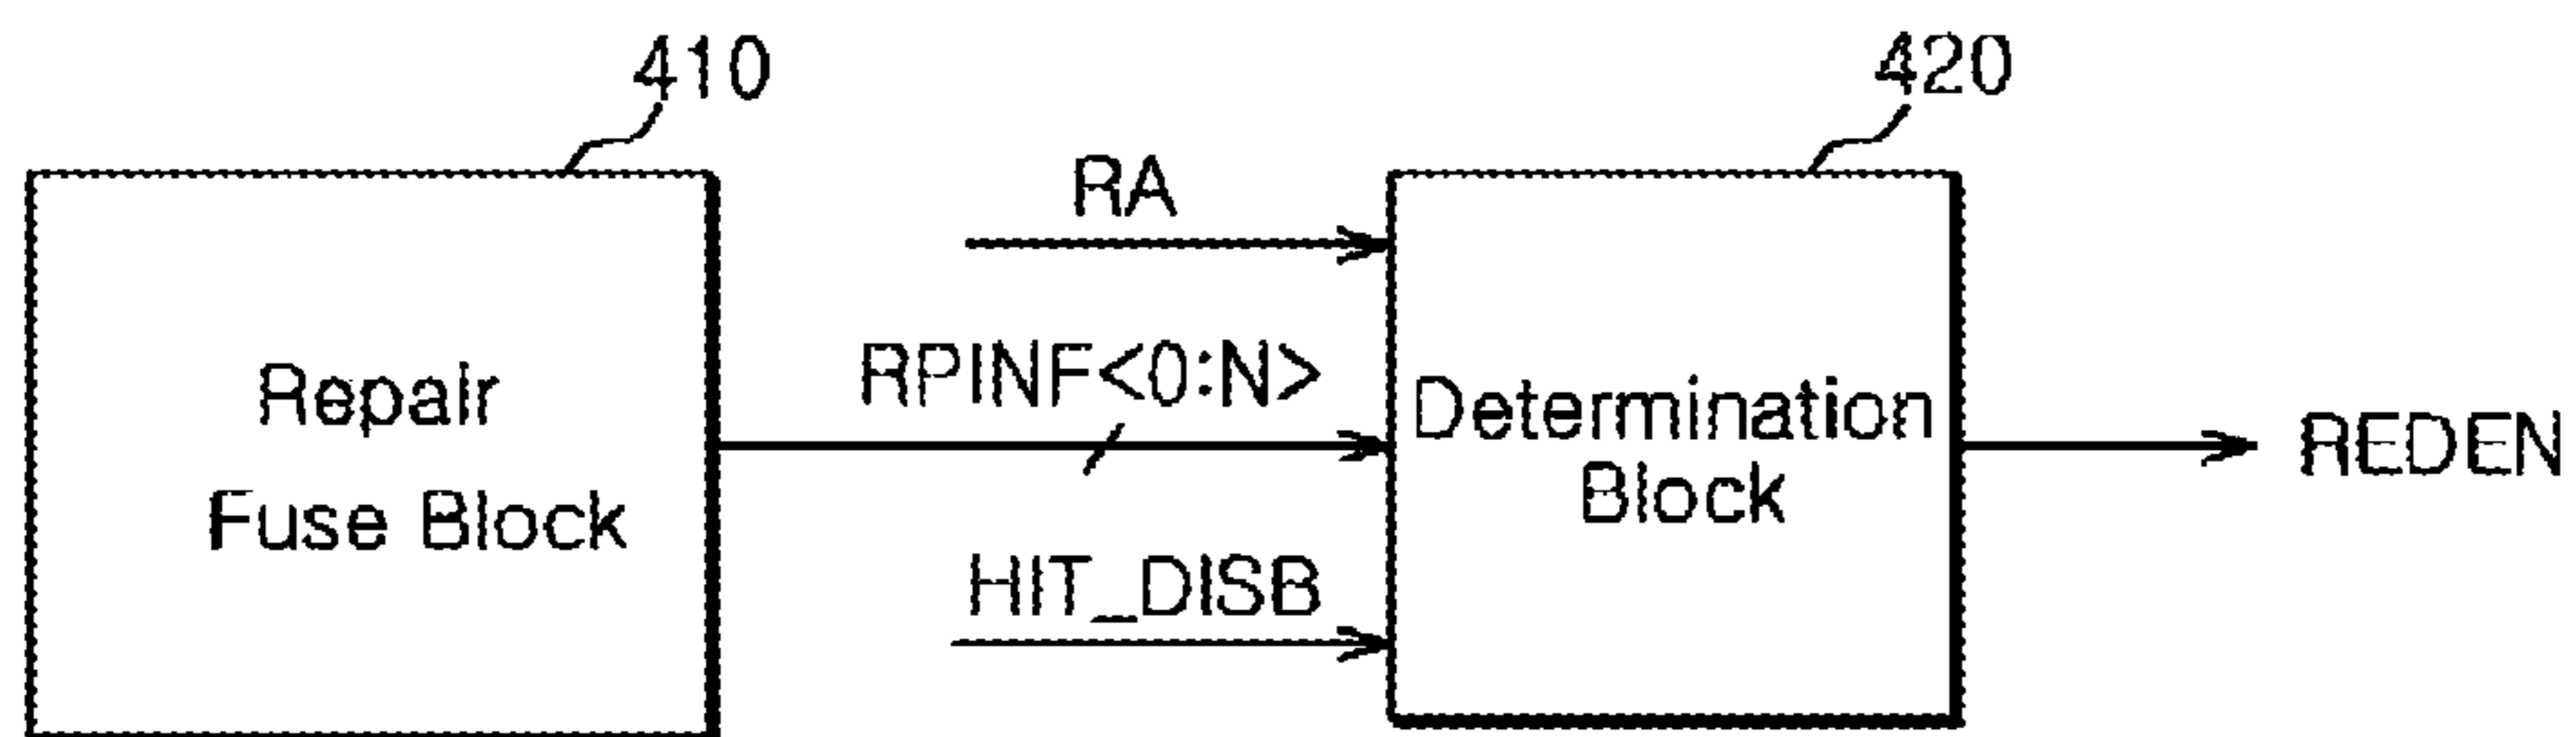 410
420
RA
RPINF<0:N>
Repair
Fuse Block
Determination
Block
REDEN
HIT_DISB